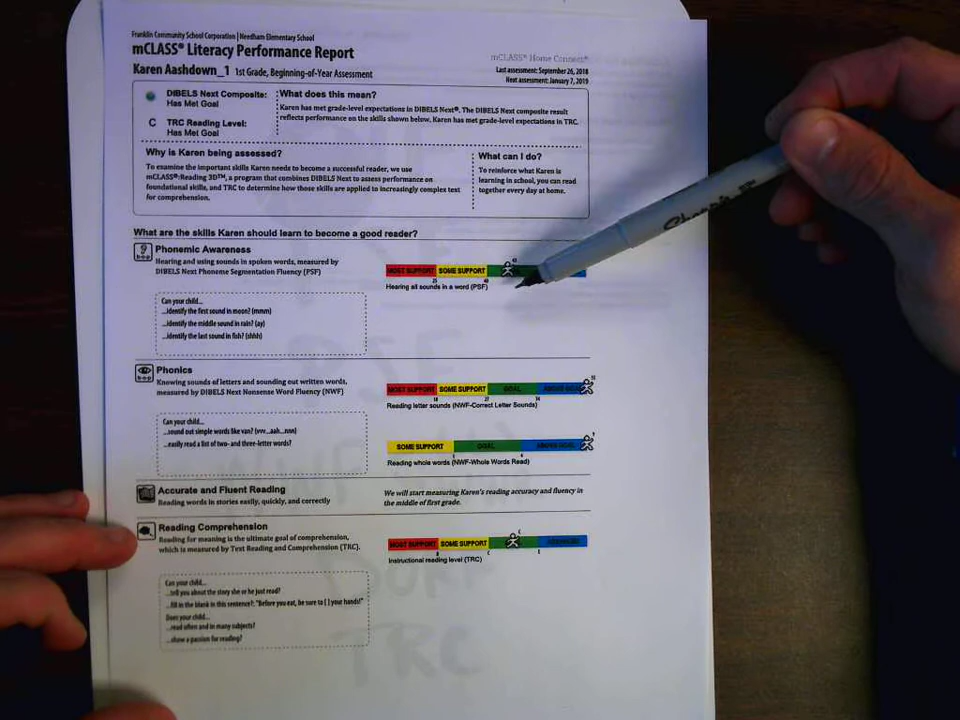 Franklin Community School Corporation | Needham Elementary School
mCLASS® Literacy Performance Report
mCLASS® Home Connect®
Karen Aashdown_1 1st Grade, Beginning-of-Year Assessment
Last assessment: September 26, 2018
Next assessment: January 7, 2019
DIBELS Next Composite:
Has Met Goal
C TRC Reading Level:
Has Met Goal
What does this mean?
Karen has met grade-level expectations in DIBELS Next®. The DIBELS Next composite result
reflects performance on the skills shown below. Karen has met grade-level expectations in TRC.
Why is Karen being assessed?
To examine the important skills Karen needs to become a successful reader, we use
mCLASS®:Reading 3D™, a program that combines DIBELS Next to assess performance on
foundational skills, and TRC to determine how those skills are applied to increasingly complex text
for comprehension.
What can I do?
To reinforce what Karen is
learning in school, you can read
together every day at home.
What are the skills Karen should learn to become a good reader?
Phonemic Awareness
Hearing and using sounds in spoken words, measured by
DIBELS Next Phoneme Segmentation Fluency (PSF)
MOST SUPPORT SOME SUPPORT
Hearing all sounds in a word (PSF)
Can your child...
...identify the first sound in moon? (mmm)
...identify the middle sound in rain? (ay)
...identify the last sound in fish? (shhh)
Sharpie
Phonics
Knowing sounds of letters and sounding out written words,
measured by DIBELS Next Nonsense Word Fluency (NWF)
MOST SUPPORT SOME SUPPORT GOAL ABOVE GOAL
Reading letter sounds (NWF-Correct Letter Sounds)
Can your child...
...sound out simple words like van? (vvv...aah...nnn)
...easily read a list of two- and three-letter words?
SOME SUPPORT GOAL ABOVE GOAL
Reading whole words (NWF-Whole Words Read)
Accurate and Fluent Reading
Reading words in stories easily, quickly, and correctly
We will start measuring Karen's reading accuracy and fluency in
the middle of first grade.
Reading Comprehension
Reading for meaning is the ultimate goal of comprehension,
which is measured by Text Reading and Comprehension (TRC).
MOST SUPPORT SOME SUPPORT ADVANCED
Instructional reading level (TRC)
Can your child...
...tell you about the story she or he just read?
...fill in the blank in this sentence?: "Before you eat, be sure to [ ] your hands!"
Does your child...
...read often and in many subjects?
...show a passion for reading?
PSF
TRC